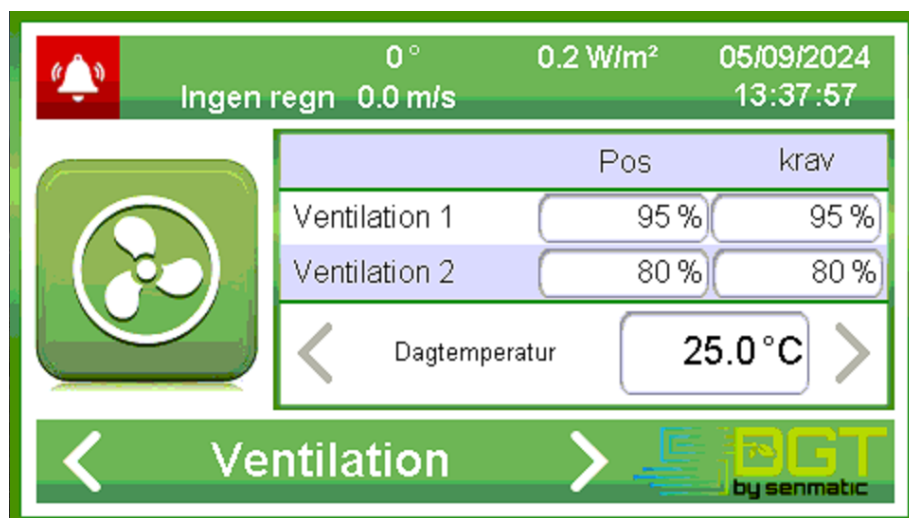 0° 0.2 W/m² 05/09/2024
Ingen regn 0.0 m/s 13:37:57
Pos krav
Ventilation 1 95 % 95 %
Ventilation 2 80 % 80 %
Dagtemperatur 25.0 °C
Ventilation
DGT
by senmatic